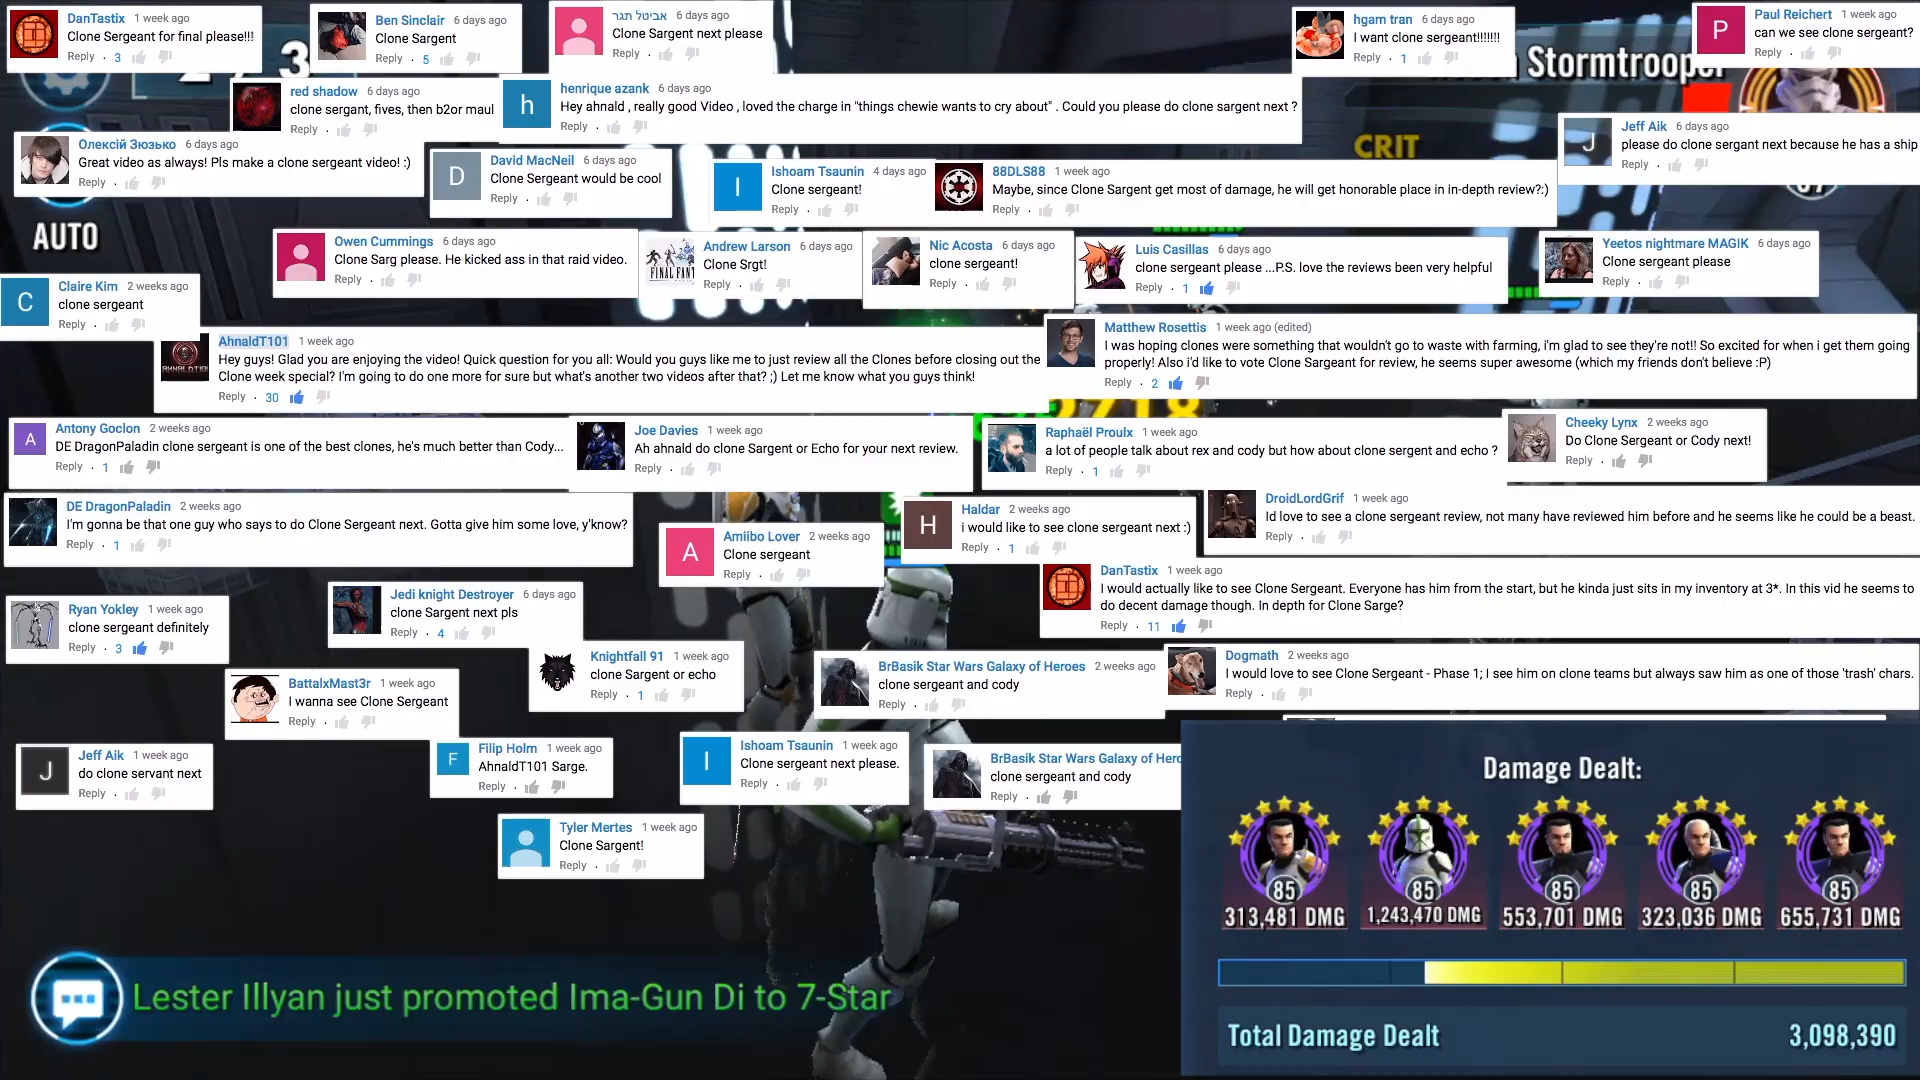 DanTastix 1 week ago
Clone Sergeant for final please!!!
Reply · 3
Ben Sinclair 6 days ago
Clone Sargent
Reply · 5
אביטל תגר 6 days ago
Clone Sargent next please
Reply ·
hgam tran 6 days ago
I want clone sergeant!!!!!!!
Reply · 1
Paul Reichert 1 week ago
can we see clone sergeant?
Reply ·
Stormtrooper
red shadow 6 days ago
clone sergant, fives, then b2or maul
Reply ·
henrique azank 6 days ago
Hey ahnald , really good Video , loved the charge in "things chewie wants to cry about" . Could you please do clone sargent next ?
Reply ·
CRIT
Олексій Зюзько 6 days ago
Great video as always! Pls make a clone sergeant video! :)
Reply ·
David MacNeil 6 days ago
Clone Sergeant would be cool
Reply ·
Ishoam Tsaunin 4 days ago
Clone sergeant!
Reply ·
88DLS88 1 week ago
Maybe, since Clone Sargent get most of damage, he will get honorable place in in-depth review?:)
Reply ·
Jeff Aik 6 days ago
please do clone sergant next because he has a ship
Reply ·
AUTO
Owen Cummings 6 days ago
Clone Sarg please. He kicked ass in that raid video.
Reply ·
FINAL FANT
Andrew Larson 6 days ago
Clone Srgt!
Reply ·
Nic Acosta 6 days ago
clone sergeant!
Reply ·
Luis Casillas 6 days ago
clone sergeant please ...P.S. love the reviews been very helpful
Reply · 1
Yeetos nightmare MAGIK 6 days ago
Clone sergeant please
Reply ·
C
Claire Kim 2 weeks ago
clone sergeant
Reply ·
AhnaldT101 1 week ago
Hey guys! Glad you are enjoying the video! Quick question for you all: Would you guys like me to just review all the Clones before closing out the
Clone week special? I'm going to do one more for sure but what's another two videos after that? ;) Let me know what you guys think!
Reply · 30
Matthew Rosettis 1 week ago (edited)
I was hoping clones were something that wouldn't go to waste with farming, i'm glad to see they're not!! So excited for when i get them going
properly! Also i'd like to vote Clone Sargeant for review, he seems super awesome (which my friends don't believe :P)
Reply · 2
A
Antony Goclon 2 weeks ago
DE DragonPaladin clone sergeant is one of the best clones, he's much better than Cody...
Reply · 1
Joe Davies 1 week ago
Ah ahnald do clone Sargent or Echo for your next review.
Reply ·
Raphaël Proulx 1 week ago
a lot of people talk about rex and cody but how about clone sergent and echo ?
Reply · 1
Cheeky Lynx 2 weeks ago
Do Clone Sergeant or Cody next!
Reply ·
DE DragonPaladin 2 weeks ago
I'm gonna be that one guy who says to do Clone Sergeant next. Gotta give him some love, y'know?
Reply · 1
A
Amiibo Lover 2 weeks ago
Clone sergeant
Reply ·
H
Haldar 2 weeks ago
i would like to see clone sergeant next :)
Reply · 1
DroidLordGrif 1 week ago
Id love to see a clone sergeant review, not many have reviewed him before and he seems like he could be a beast.
Reply ·
DanTastix 1 week ago
I would actually like to see Clone Sergeant. Everyone has him from the start, but he kinda just sits in my inventory at 3*. In this vid he seems to
do decent damage though. In depth for Clone Sarge?
Reply · 11
Ryan Yokley 1 week ago
clone sergeant definitely
Reply · 3
Jedi knight Destroyer 6 days ago
clone Sargent next pls
Reply · 4
Knightfall 91 1 week ago
clone Sargent or echo
Reply · 1
BrBasik Star Wars Galaxy of Heroes 2 weeks ago
clone sergeant and cody
Reply ·
Dogmath 2 weeks ago
I would love to see Clone Sergeant - Phase 1; I see him on clone teams but always saw him as one of those 'trash' chars.
Reply ·
BattalxMast3r 1 week ago
I wanna see Clone Sergeant
Reply ·
J
Jeff Aik 1 week ago
do clone servant next
Reply ·
F
Filip Holm 1 week ago
AhnaldT101 Sarge.
Reply ·
I
Ishoam Tsaunin 1 week ago
Clone sergeant next please.
Reply ·
BrBasik Star Wars Galaxy of Hero
clone sergeant and cody
Reply ·
Tyler Mertes 1 week ago
Clone Sargent!
Reply ·
Damage Dealt:
85 85 85 85 85
313,481 DMG 1,243,470 DMG 553,701 DMG 323,036 DMG 655,731 DMG
Total Damage Dealt 3,098,390
Lester Illyan just promoted Ima-Gun Di to 7-Star